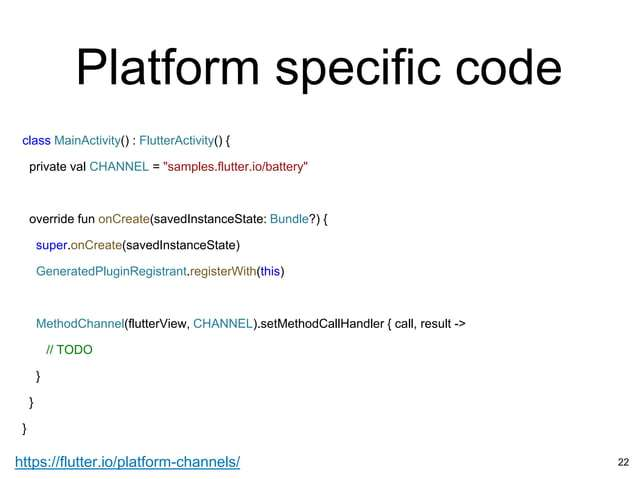 Platform specific code
class MainActivity() : FlutterActivity() {
private val CHANNEL = "samples.flutter.io/battery"
override fun onCreate(savedInstanceState: Bundle?) {
super.onCreate(savedInstanceState)
GeneratedPluginRegistrant.registerWith(this)
MethodChannel(flutterView, CHANNEL).setMethodCallHandler { call, result ->
// TODO
}
}
}
https://flutter.io/platform-channels/
22